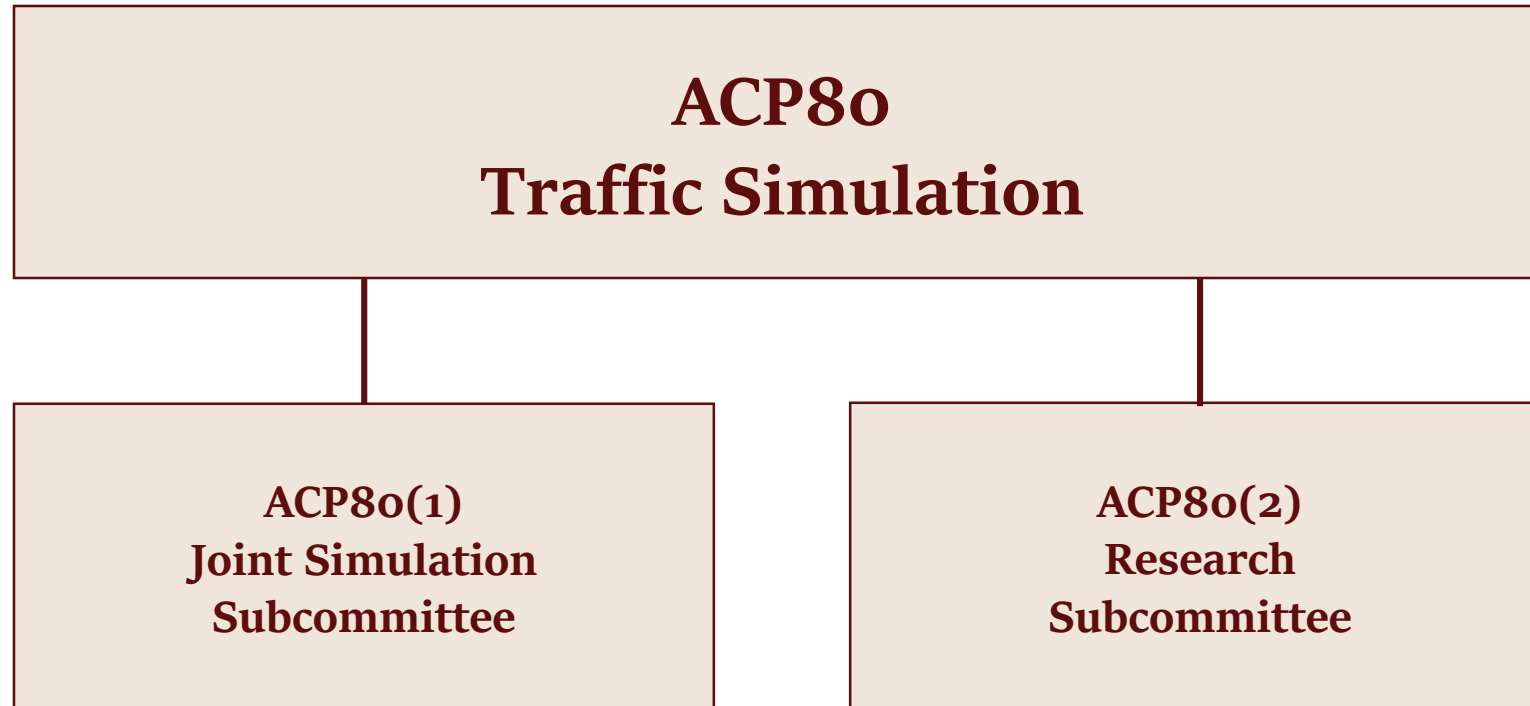 ACP80
Traffic Simulation
ACP80(1)
Joint Simulation
Subcommittee
ACP80(2)
Research
Subcommittee